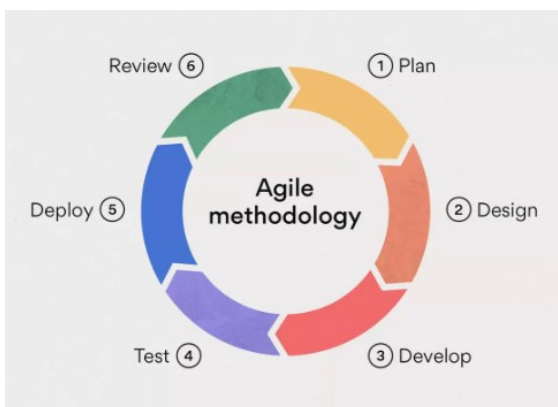 Agile
methodology
① Plan
② Design
③ Develop
Test ④
Deploy ⑤
Review ⑥